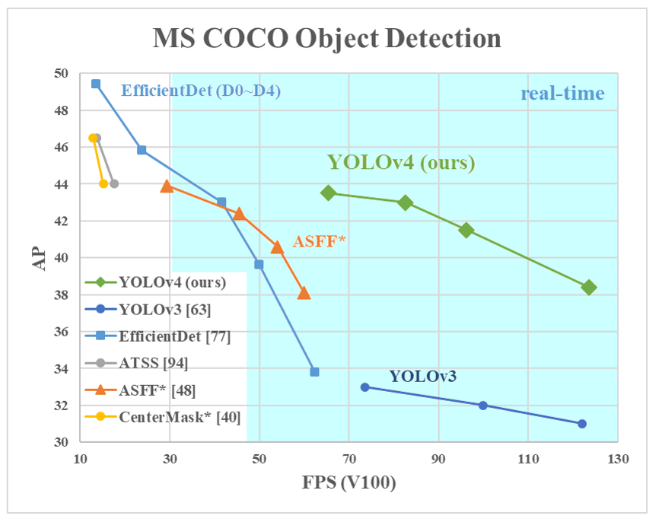 MS COCO Object Detection
50
48
46
44
42
40
38
36
34
32
30
AP
EfficientDet (D0~D4)
real-time
YOLOv4 (ours)
ASFF*
YOLOv3
YOLOv4 (ours)
YOLOv3 [63]
EfficientDet [77]
ATSS [94]
ASFF* [48]
CenterMask* [40]
10 30 50 70 90 110 130
FPS (V100)